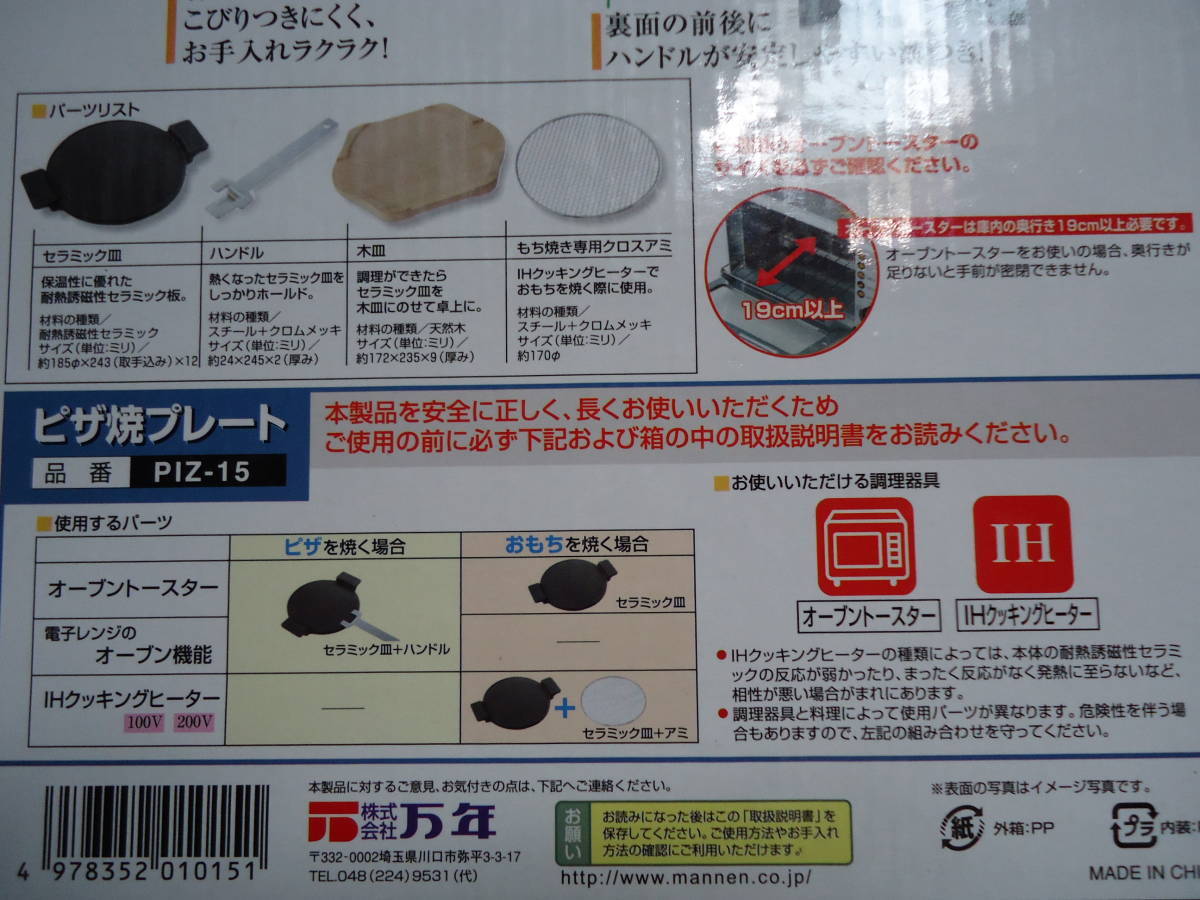 こびりつきにくく、
お手入れラクラク!
裏面の前後に
ハンドルが安定し
■パーツリスト
セラミック皿
保温性に優れた
耐熱誘磁性セラミック板。
材料の種類/
耐熱誘磁性セラミック
サイズ(単位:ミリ)/
約185φ×243(取手込み)×12
ハンドル
熱くなったセラミック皿を
しっかりホールド。
材料の種類/
スチール+クロムメッキ
サイズ(単位:ミリ)/
約24×245×2(厚み)
木皿
調理ができたら
セラミック皿を
木皿にのせて卓上に。
材料の種類/天然木
サイズ(単位:ミリ)/
約172×235×9(厚み)
もち焼き専用クロスアミ
IHクッキングヒーターで
おもちを焼く際に使用。
材料の種類/
スチール+クロムメッキ
サイズ(単位:ミリ)/
約170φ
オーブントースターの
サイズを必ずご確認ください。
ースターは庫内の奥行き19cm以上必要です。
オーブントースターをお使いの場合、奥行きが
足りないと手前が密閉できません。
19cm以上
ピザ焼プレート
品番 PIZ-15
本製品を安全に正しく、長くお使いいただくため
ご使用の前に必ず下記および箱の中の取扱説明書をお読みください。
■使用するパーツ
ピザを焼く場合 おもちを焼く場合
オーブントースター
セラミック皿
電子レンジの
オーブン機能
セラミック皿+ハンドル
IHクッキングヒーター
100V 200V
+
セラミック皿+アミ
■お使いいただける調理器具
IH
オーブントースター IHクッキングヒーター
●IHクッキングヒーターの種類によっては、本体の耐熱誘磁性セラミ
ックの反応が弱かったり、まったく反応がなく発熱に至らないなど、
相性が悪い場合がまれにあります。
●調理器具と料理によって使用パーツが異なります。危険性を伴う場
合もありますので、左記の組み合わせを守ってください。
4 978352 010151
本製品に対するご意見、お気付きの点は、下記へご連絡ください。
株式会社万年
〒332-0002埼玉県川口市弥平3-3-17
TEL.048(224)9531(代)
お願い
お読みになった後はこの「取扱説明書」を
保存してください。ご使用方法やお手入れ
方法の確認にご利用いただけます。
http://www.mannen.co.jp/
※表面の写真はイメージ写真です。
紙 外箱:PP
プラ 内装:
MADE IN CHI